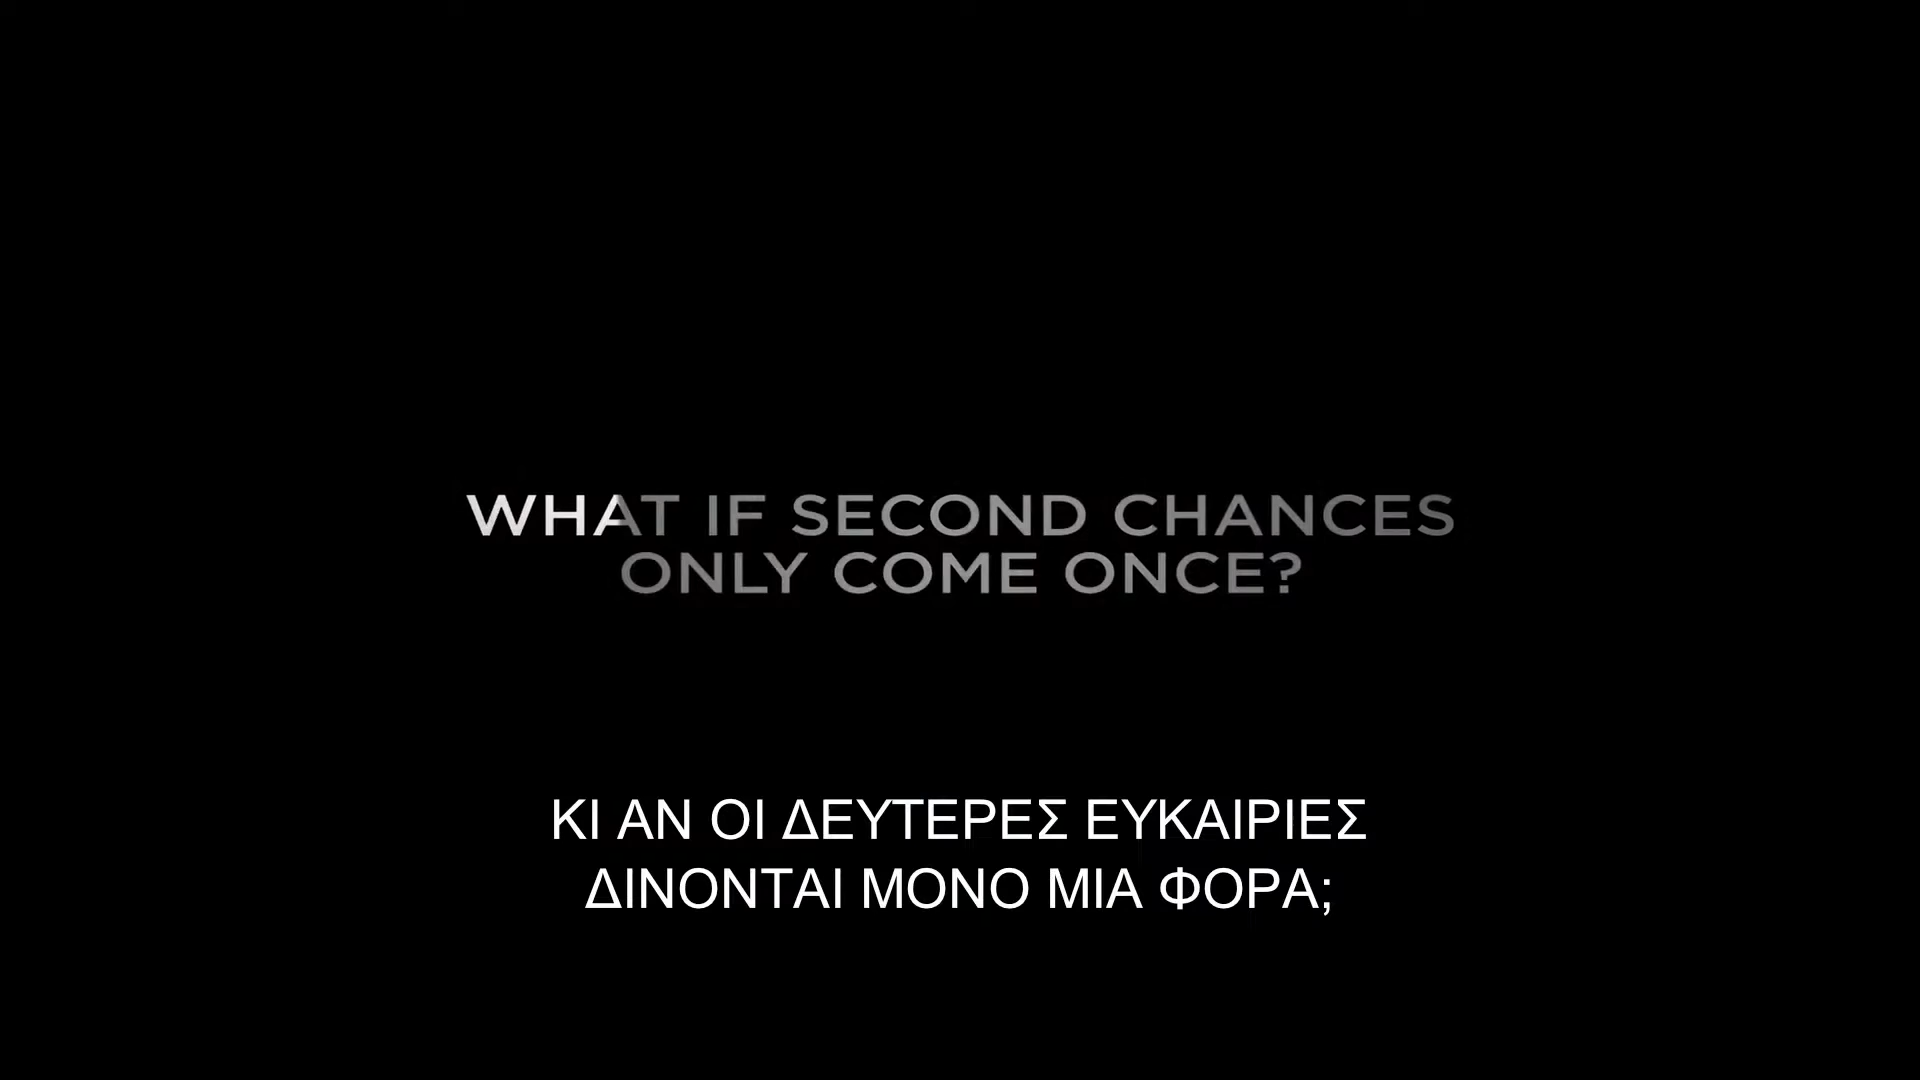 WHAT IF SECOND CHANCES
ONLY COME ONCE?
ΚΙ ΑΝ ΟΙ ΔΕΥΤΕΡΕΣ ΕΥΚΑΙΡΙΕΣ
ΔΙΝΟΝΤΑΙ ΜΟΝΟ ΜΙΑ ΦΟΡΑ;